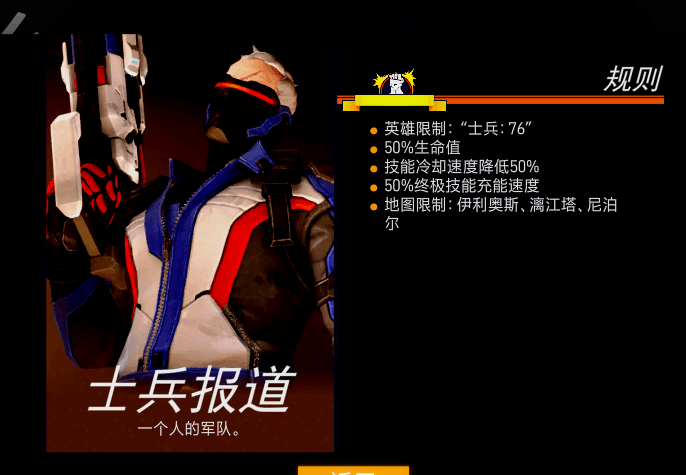 规则
英雄限制：“士兵：76”
50%生命值
技能冷却速度降低50%
50%终极技能充能速度
地图限制：伊利奥斯、漓江塔、尼泊
尔
士兵报道
一个人的军队。